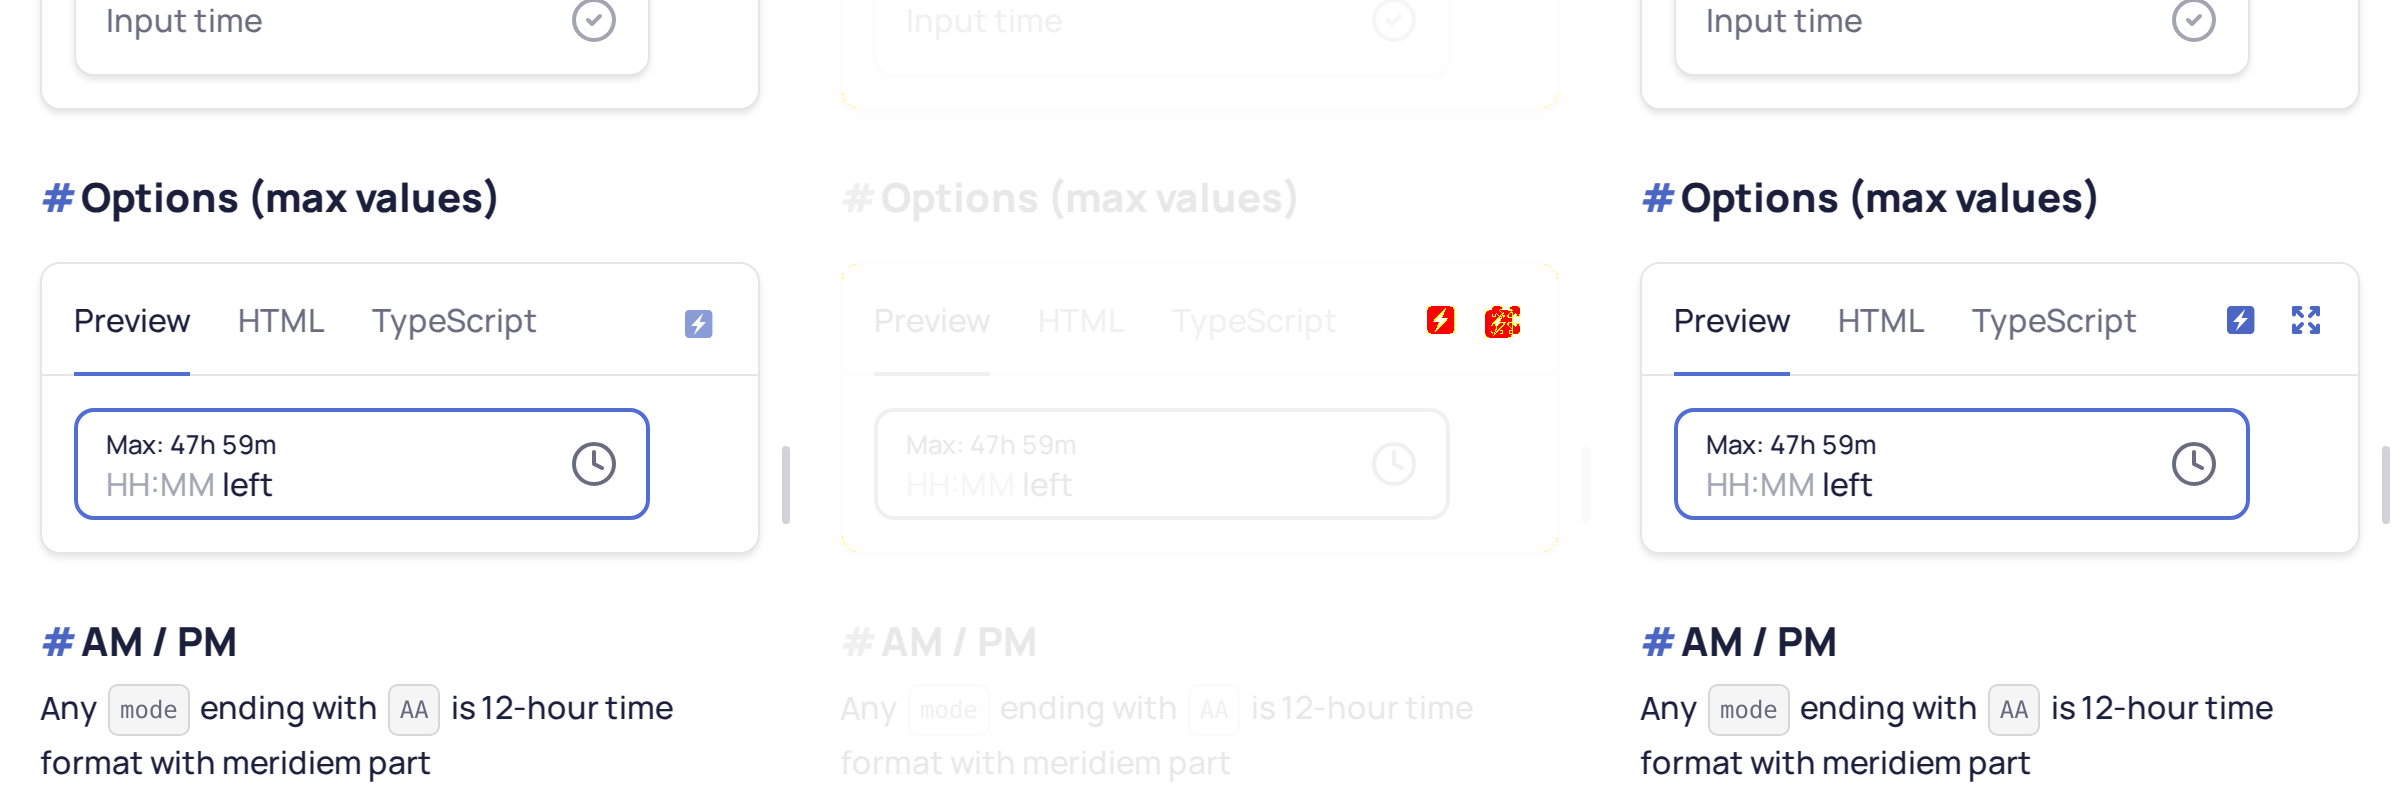 Input time
Input time
Input time
# Options (max values)
# Options (max values)
# Options (max values)
Preview HTML TypeScript
Preview HTML TypeScript
Preview HTML TypeScript
Max: 47h 59m
HH:MM left
Max: 47h 59m
HH:MM left
Max: 47h 59m
HH:MM left
# AM / PM
# AM / PM
# AM / PM
Any mode ending with AA is 12-hour time
format with meridiem part
Any mode ending with AA is 12-hour time
format with meridiem part
Any mode ending with AA is 12-hour time
format with meridiem part